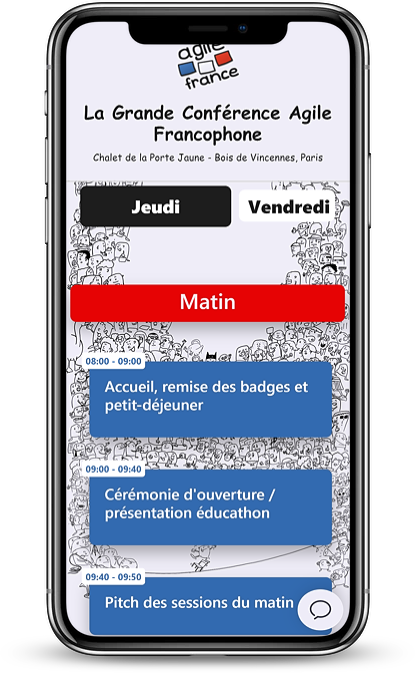 agile
france
La Grande Conférence Agile
Francophone
Chalet de la Porte Jaune - Bois de Vincennes, Paris
Jeudi
Vendredi
Matin
08:00 - 09:00
Accueil, remise des badges et
petit-déjeuner
09:00 - 09:40
Cérémonie d'ouverture /
présentation éducathon
09:40 - 09:50
Pitch des sessions du matin